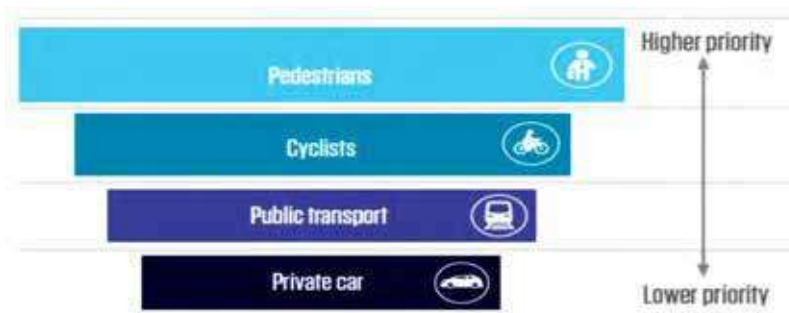 Higher priority
Pedestrians
Cyclists
Public transport
Private car
Lower priority